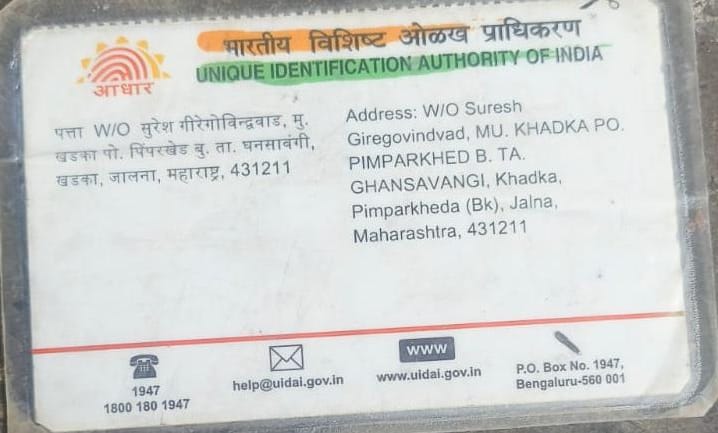 भारतीय विशिष्ट ओळख प्राधिकरण
UNIQUE IDENTIFICATION AUTHORITY OF INDIA
आधार
पत्ता W/O सुरेश गीरेगोविन्द्वाड, मु.
खडका पो. पिंपरखेड बु. ता. घनसावंगी,
खडका, जालना, महाराष्ट्र, 431211
Address: W/O Suresh
Giregovindvad, MU. KHADKA PO.
PIMPARKHED B. TA.
GHANSAVANGI, Khadka,
Pimparkheda (Bk), Jalna,
Maharashtra, 431211
1947
1800 180 1947
help@uidai.gov.in
www
www.uidai.gov.in
P.O. Box No. 1947,
Bengaluru-560 001